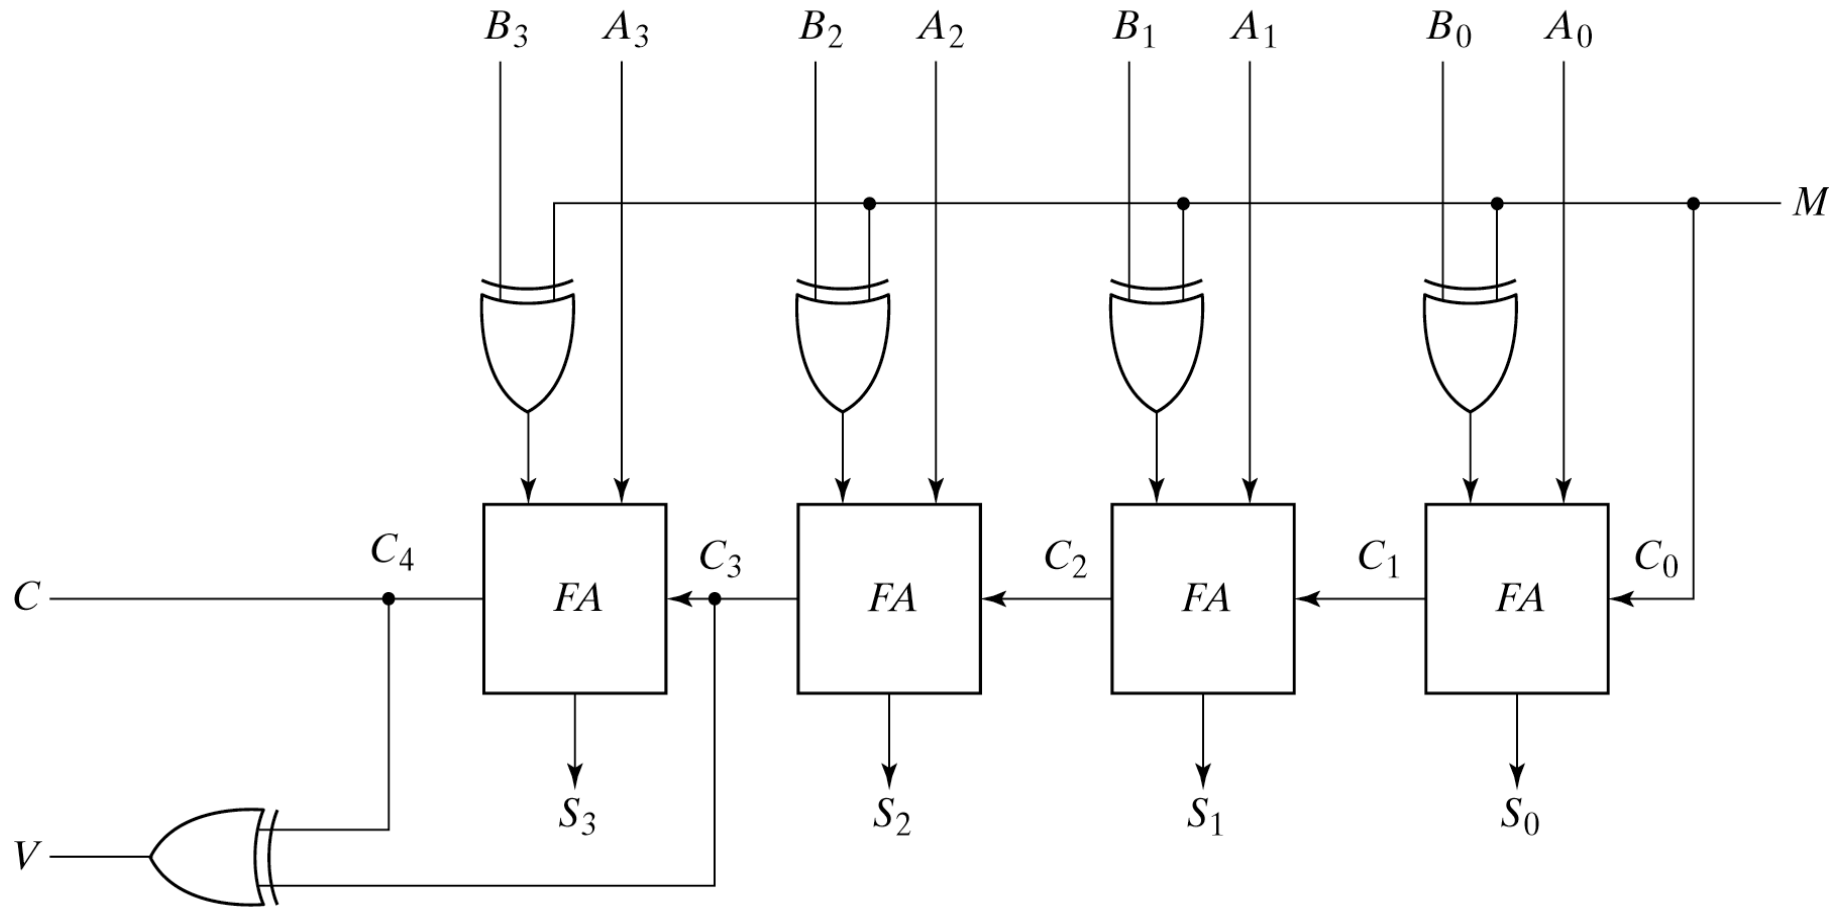 B₃ A₃ B₂ A₂ B₁ A₁ B₀ A₀
M
C₄ C₃ C₂ C₁ C₀
C FA FA FA FA
S₃ S₂ S₁ S₀
V